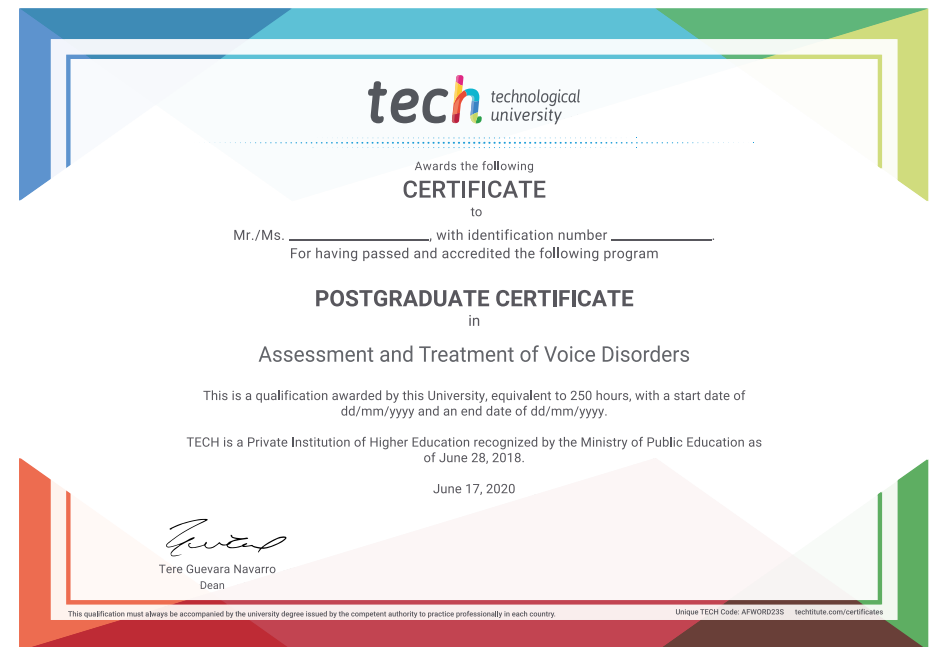 tech technological
university
Awards the following
CERTIFICATE
to
Mr./Ms. ____________________, with identification number ______________.
For having passed and accredited the following program
POSTGRADUATE CERTIFICATE
in
Assessment and Treatment of Voice Disorders
This is a qualification awarded by this University, equivalent to 250 hours, with a start date of
dd/mm/yyyy and an end date of dd/mm/yyyy.
TECH is a Private Institution of Higher Education recognized by the Ministry of Public Education as
of June 28, 2018.
June 17, 2020
Tere Guevara Navarro
Dean
This qualification must always be accompanied by the university degree issued by the competent authority to practice professionally in each country.
Unique TECH Code: AFWORD23S techtitute.com/certificates